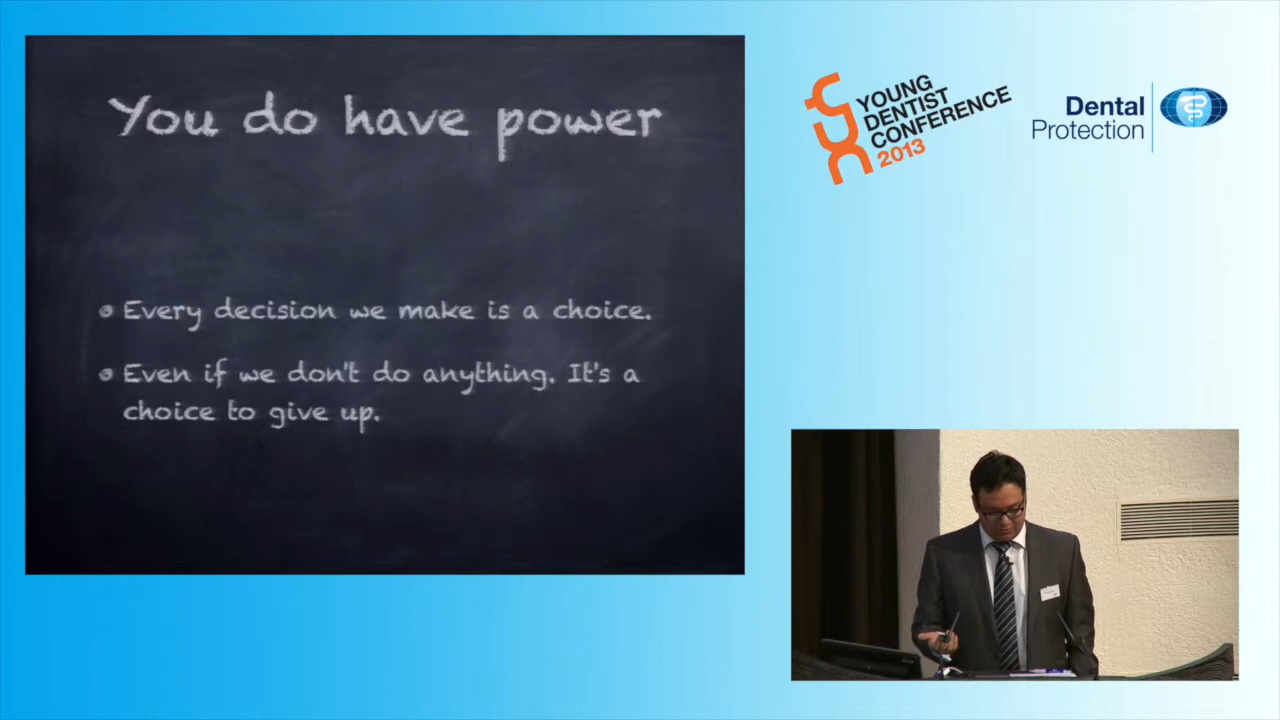 You do have power
Every decision we make is a choice.
Even if we don't do anything. It's a
choice to give up.
YOUNG
DENTIST
CONFERENCE
2013
Dental
Protection